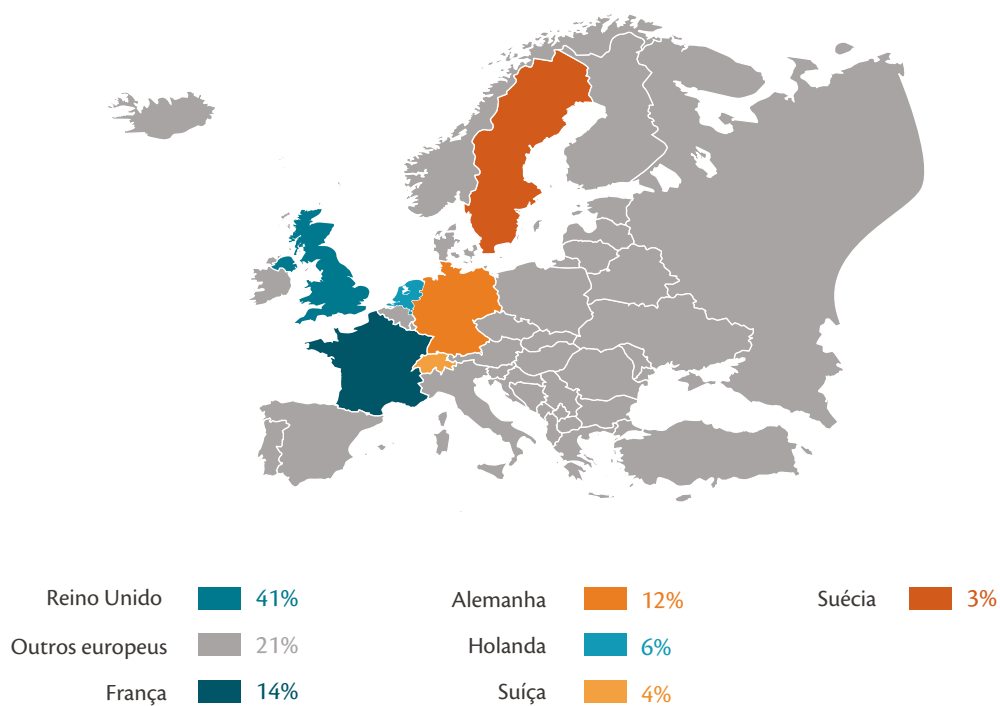 Reino Unido 41%
Outros europeus 21%
França 14%
Alemanha 12%
Holanda 6%
Suíça 4%
Suécia 3%